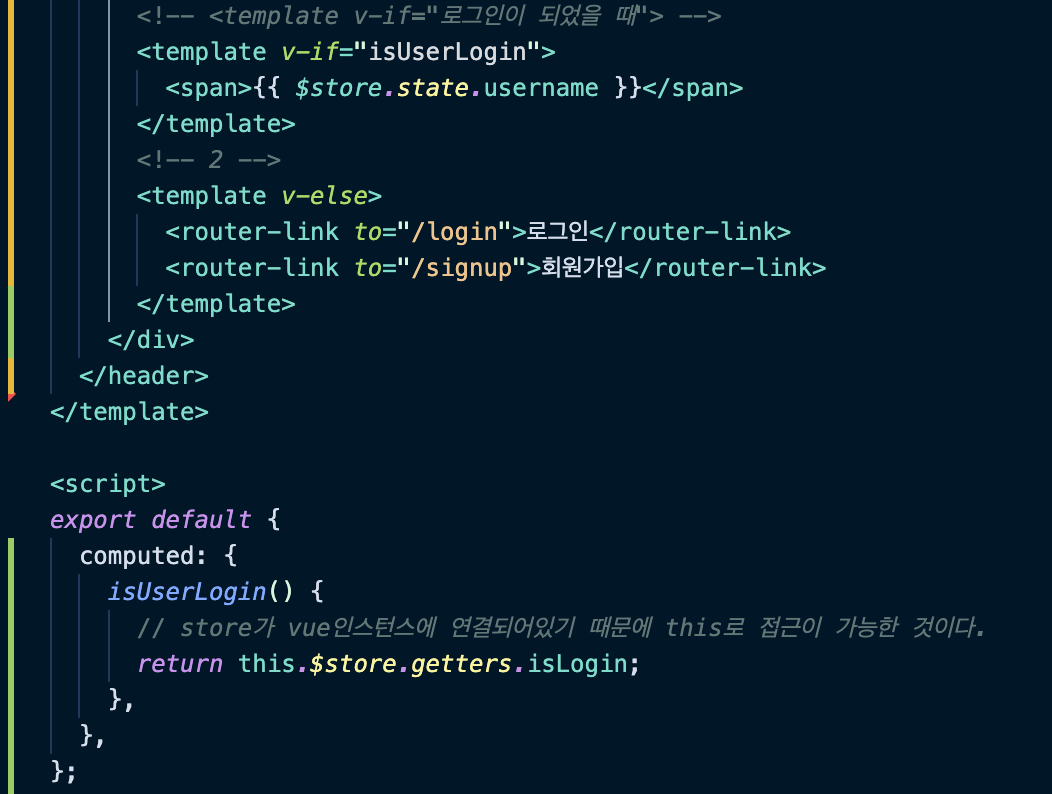 <!-- <template v-if="로그인이 되었을 때"> -->
<template v-if="isUserLogin">
<span>{{ $store.state.username }}</span>
</template>
<!-- 2 -->
<template v-else>
<router-link to="/login">로그인</router-link>
<router-link to="/signup">회원가입</router-link>
</template>
</div>
</header>
</template>
<script>
export default {
computed: {
isUserLogin() {
// store가 vue인스턴스에 연결되어있기 때문에 this로 접근이 가능한 것이다.
return this.$store.getters.isLogin;
},
},
};